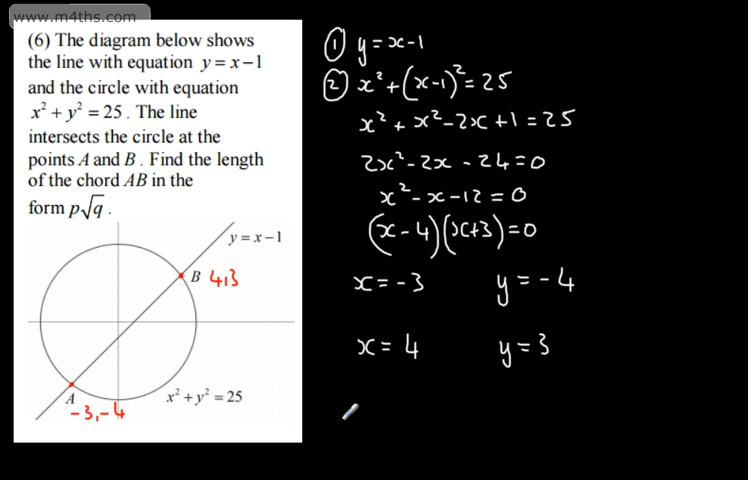 www.m4ths.com
(6) The diagram below shows
the line with equation y = x – 1
and the circle with equation
x² + y² = 25 . The line
intersects the circle at the
points A and B . Find the length
of the chord AB in the
form p√q .
y = x – 1
B 4,3
A
x² + y² = 25
-3,-4
① y = x - 1
② x² + (x-1)² = 25
x² + x² - 2x + 1 = 25
2x² - 2x - 24 = 0
x² - x - 12 = 0
(x - 4)(x+3) = 0
x = -3 y = -4
x = 4 y = 3